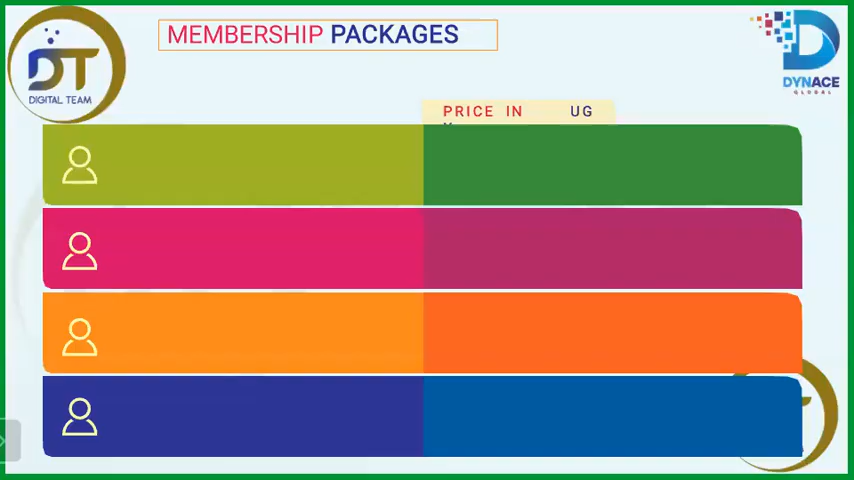 MEMBERSHIP PACKAGES
DT
DIGITAL TEAM
D
DYNACE
GLOBAL
PRICE IN UG